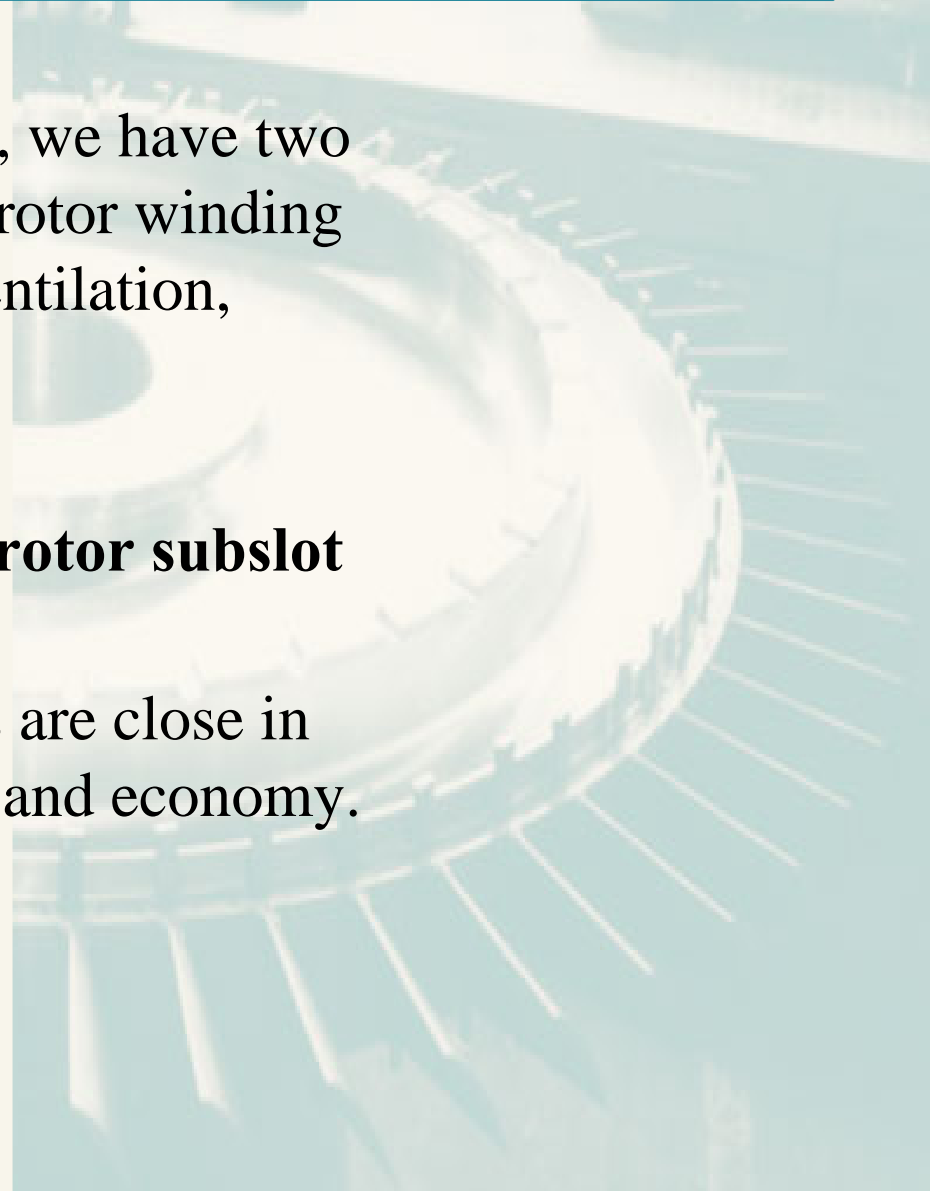 , we have two
rotor winding
ntilation,
rotor subslot
are close in
and economy.